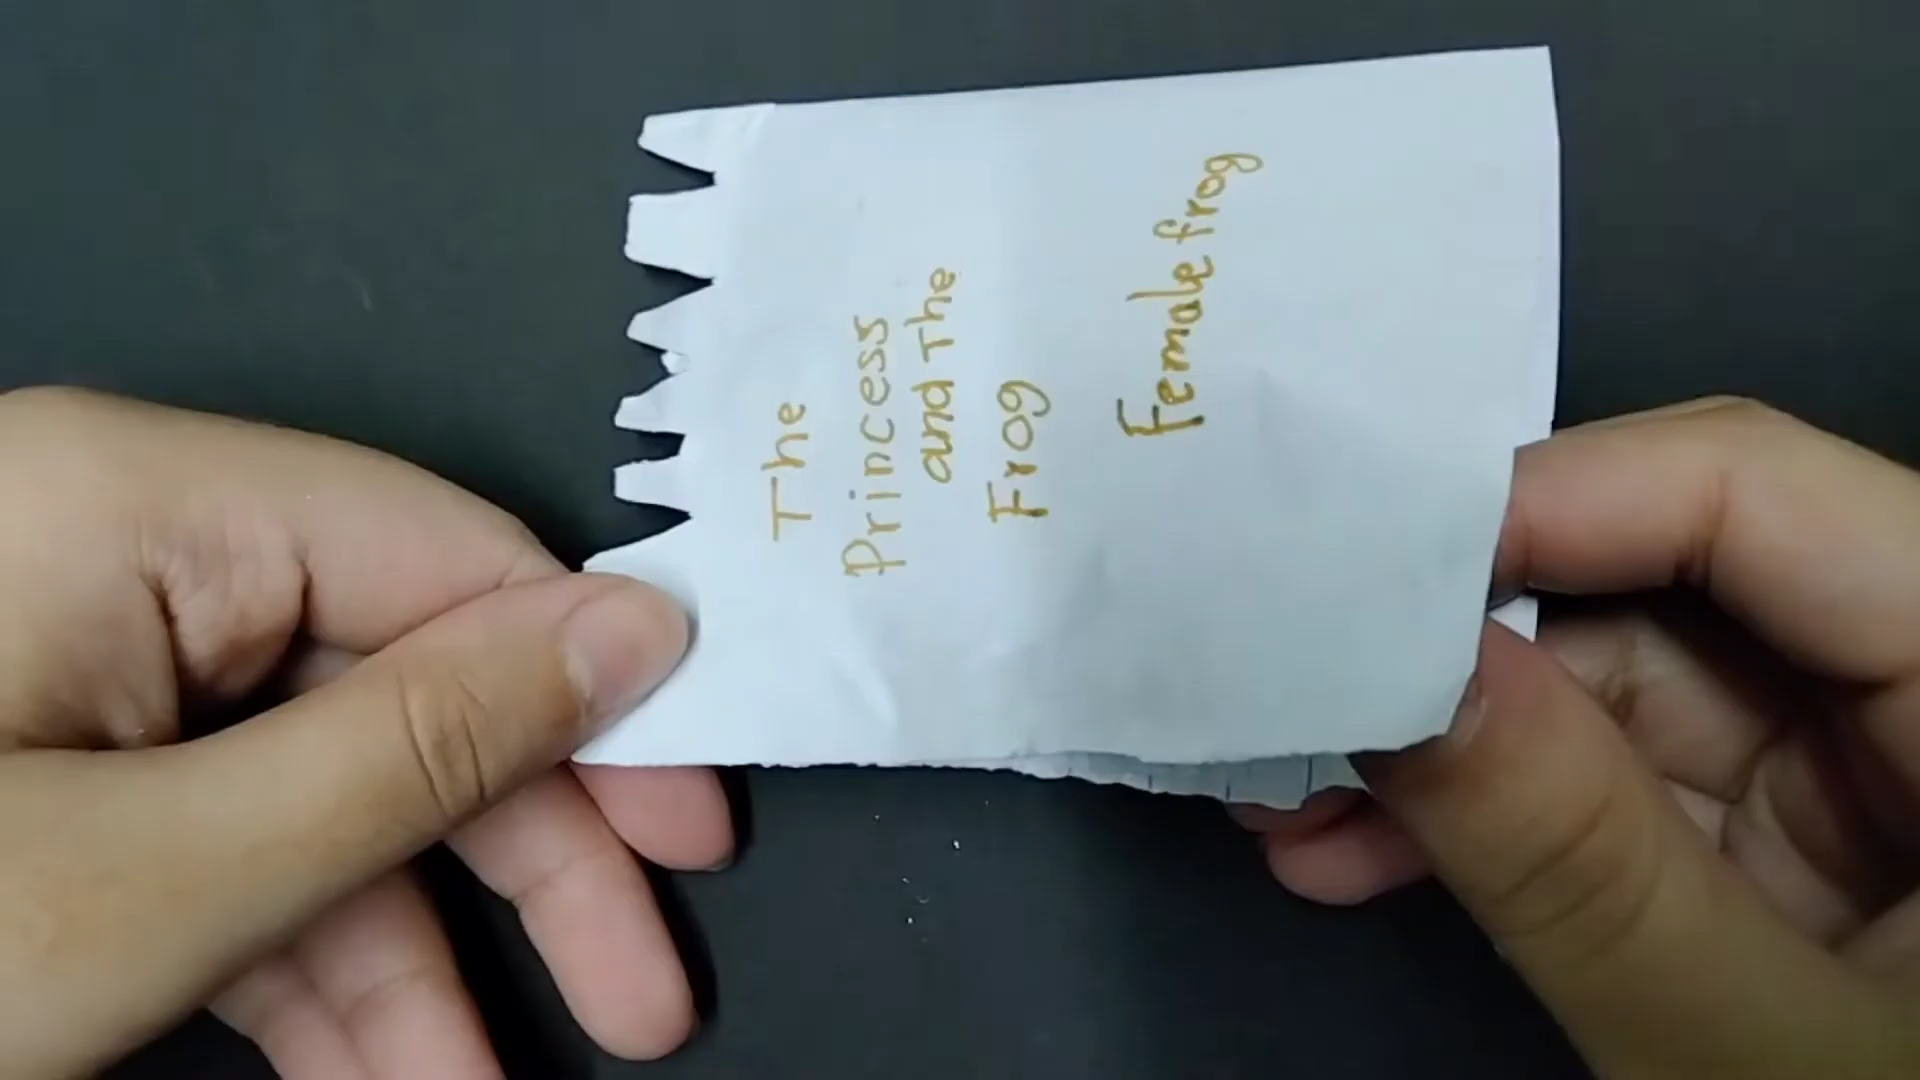 The
Princess
and The
Frog
Female frog